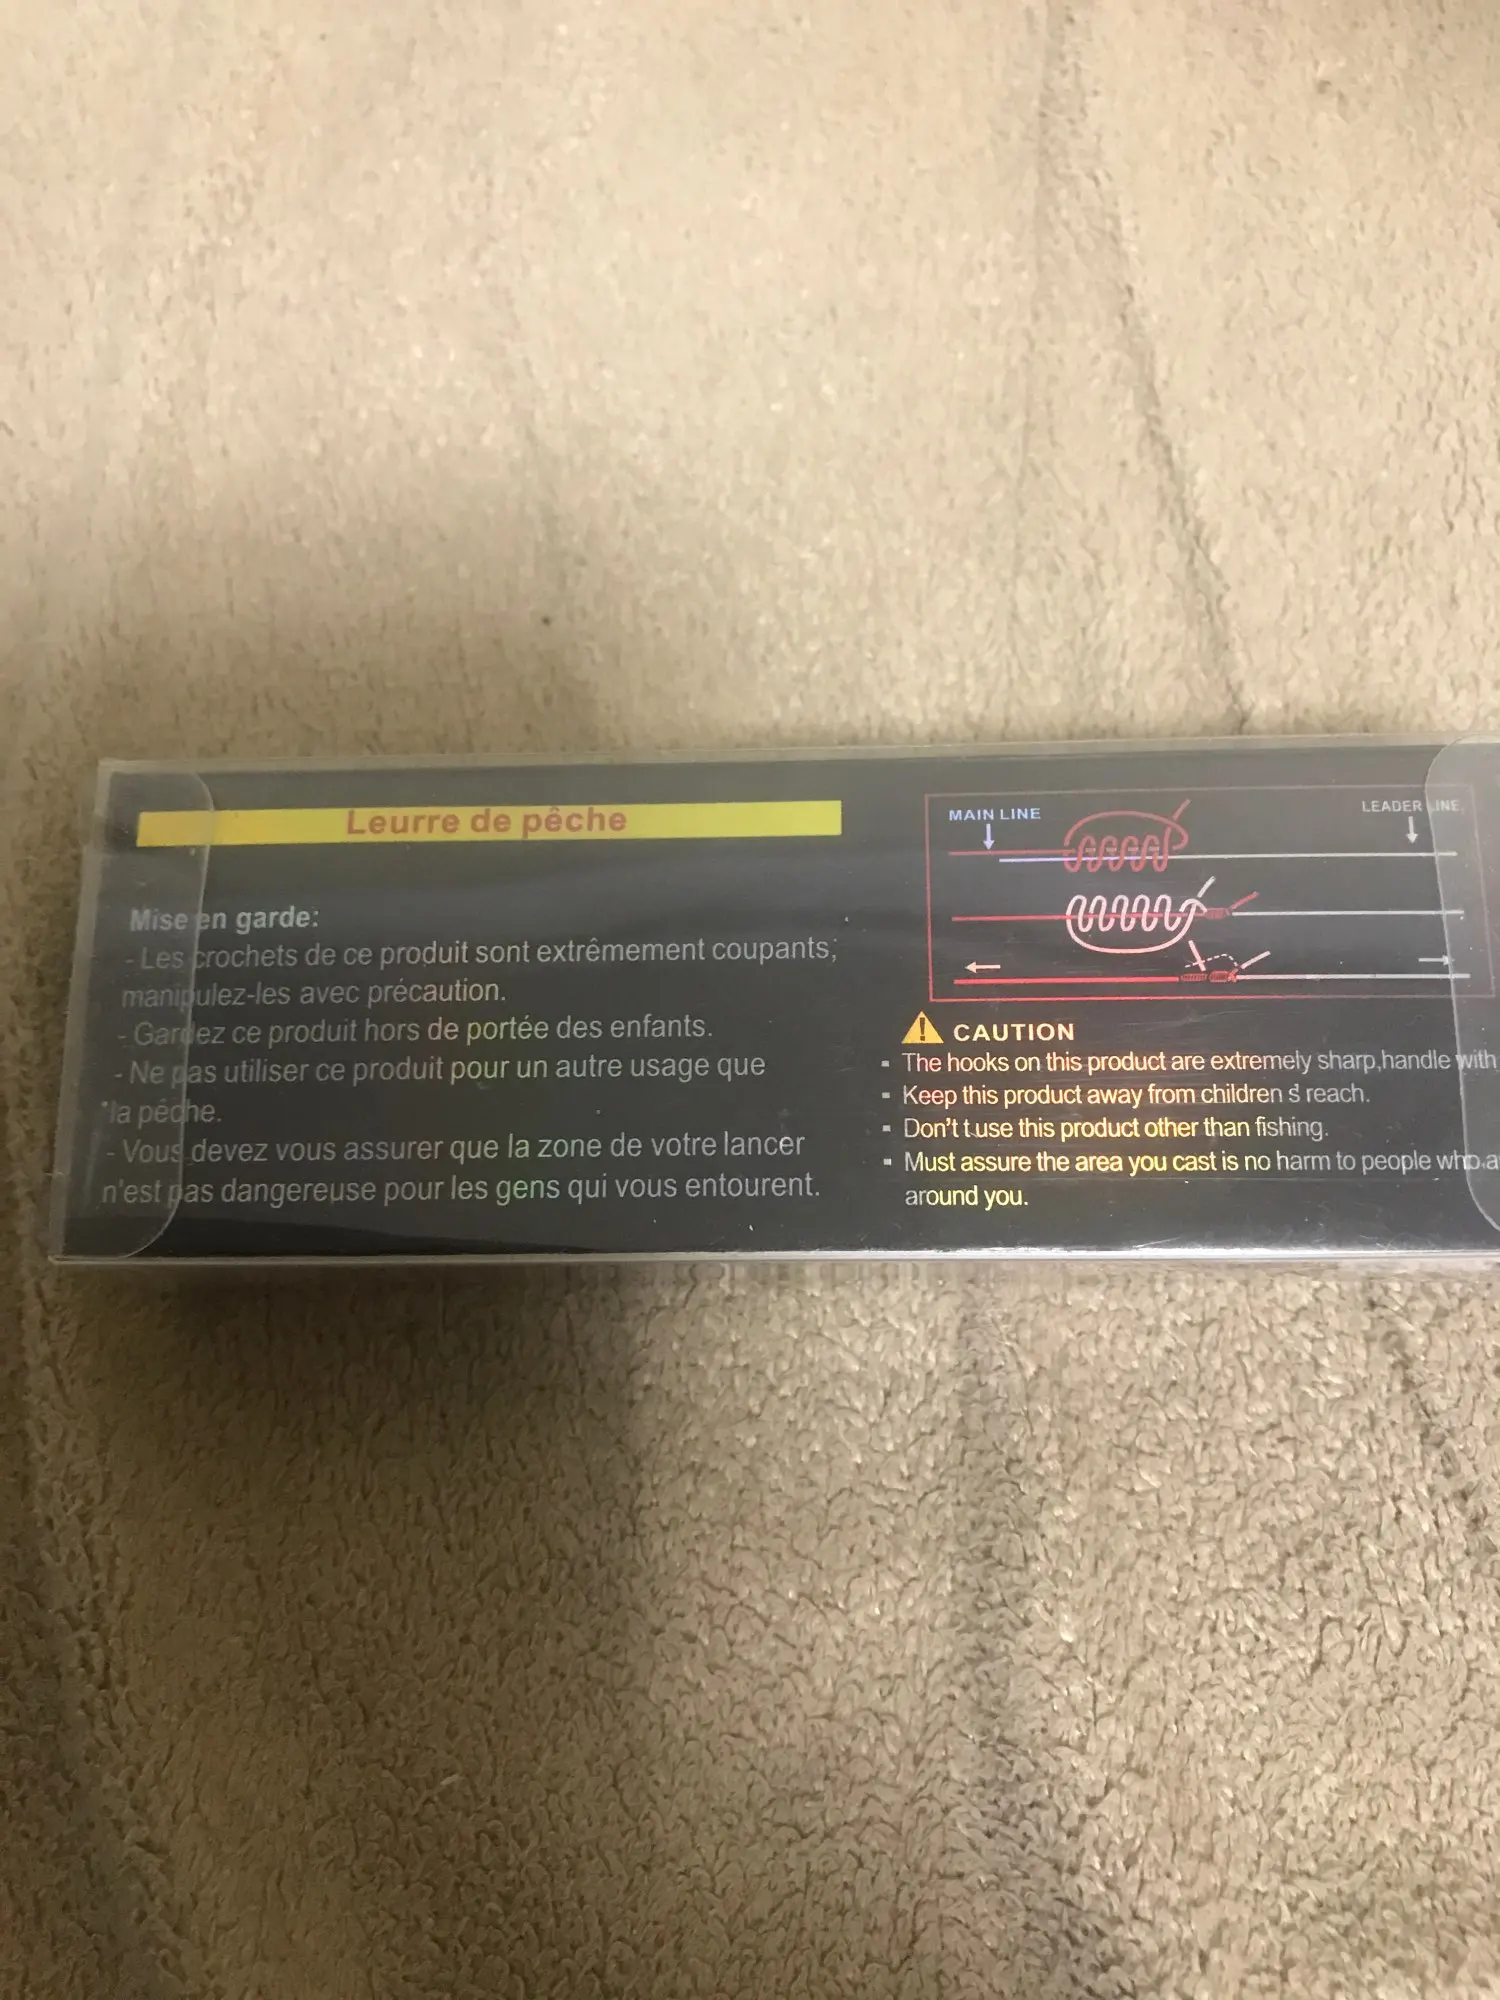 Leurre de pêche
Mise en garde:
- Les crochets de ce produit sont extrêmement coupants;
manipulez-les avec précaution.
- Gardez ce produit hors de portée des enfants.
- Ne pas utiliser ce produit pour un autre usage que
la pêche.
- Vous devez vous assurer que la zone de votre lancer
n'est pas dangereuse pour les gens qui vous entourent.
MAIN LINE
LEADER LINE
CAUTION
▪ The hooks on this product are extremely sharp,handle with
▪ Keep this product away from children s' reach.
▪ Don't t use this product other than fishing.
▪ Must assure the area you cast is no harm to people who
around you.